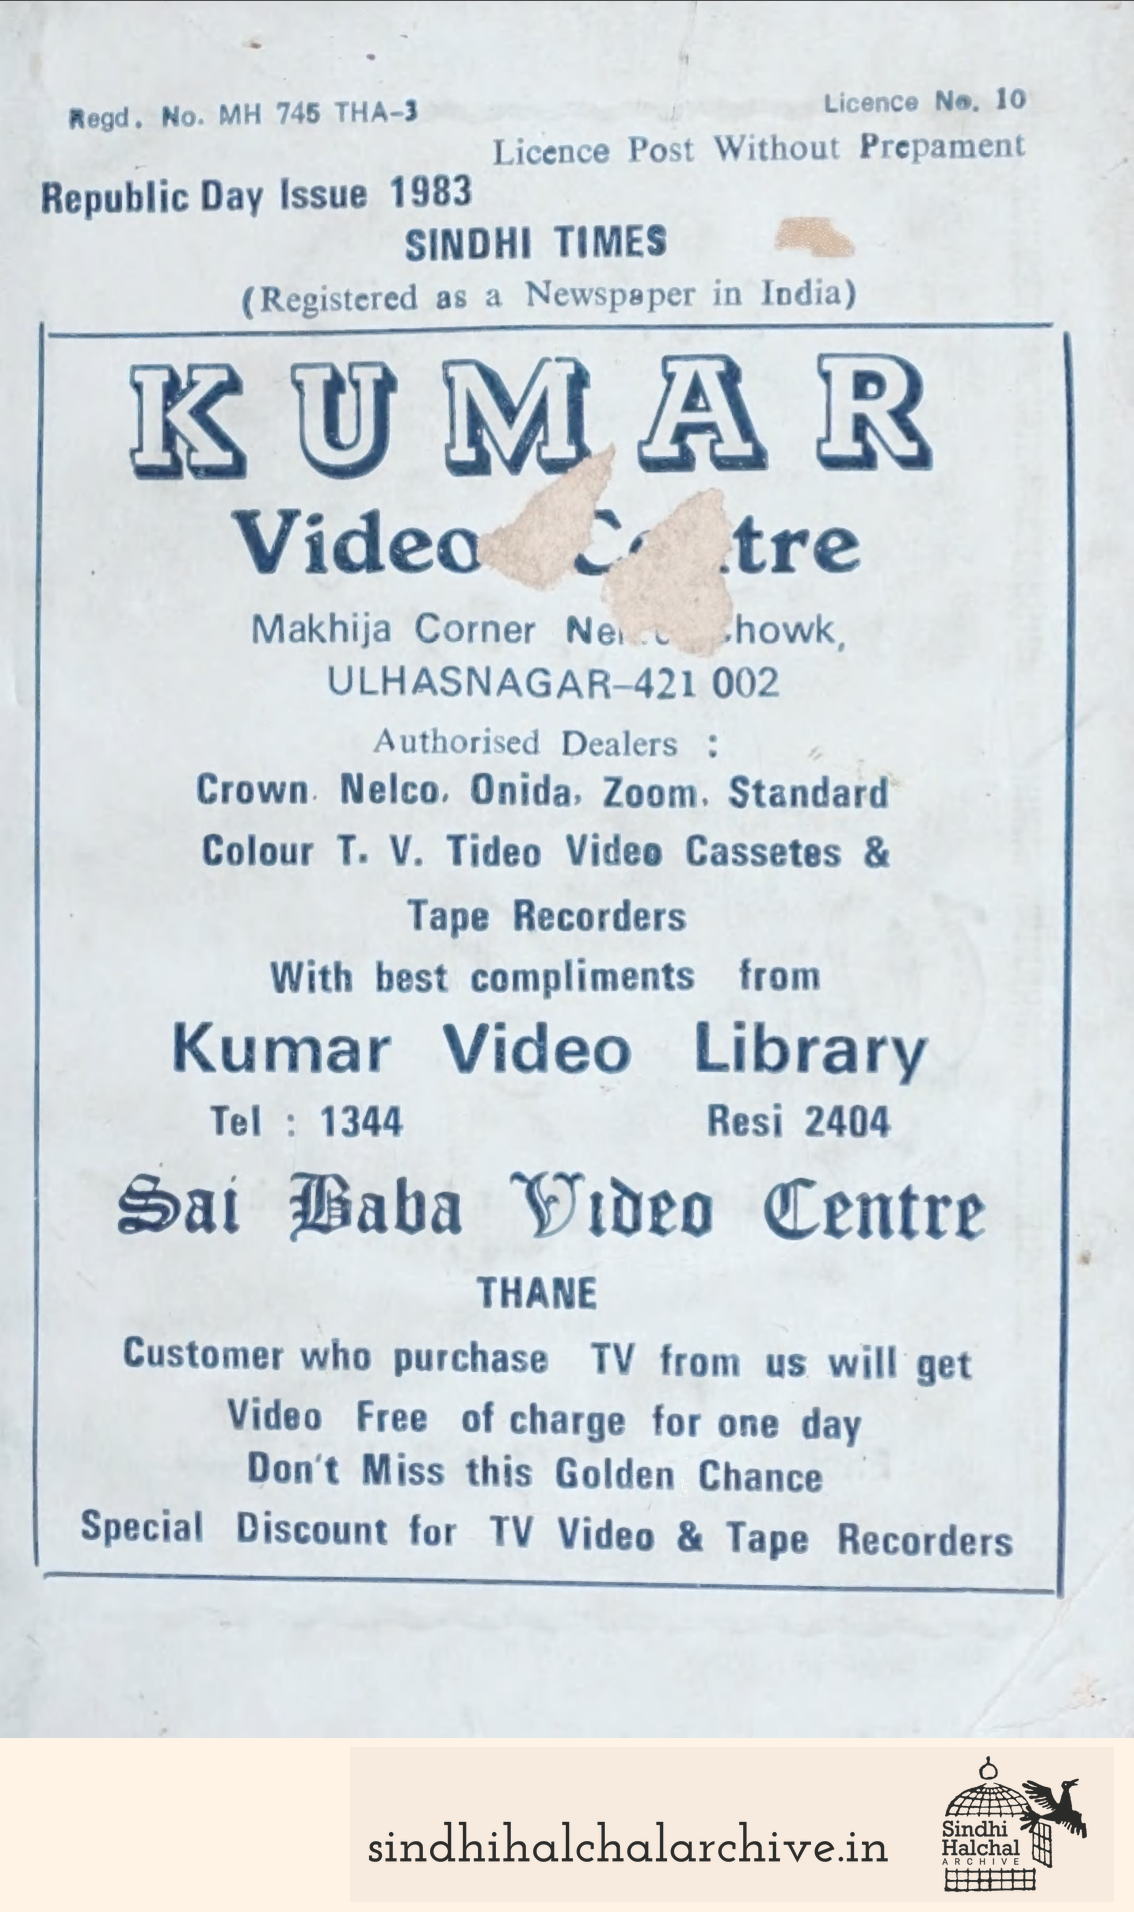 Regd. No. MH 745 THA-3
Licence No. 10
Licence Post Without Prepament
Republic Day Issue 1983
SINDHI TIMES
(Registered as a Newspaper in India)
KUMAR
Video tre
Makhija Corner
ULHASNAGAR-421 002
Authorised Dealers :
Crown. Nelco, Onida, Zoom, Standard
Colour T. V. Tideo Video Cassetes &
Tape Recorders
With best compliments from
Kumar Video Library
Tel : 1344 Resi 2404
Sai Baba Video Centre
THANE
Customer who purchase TV from us will get
Video Free of charge for one day
Don't Miss this Golden Chance
Special Discount for TV Video & Tape Recorders
sindhihalchalarchive.in
Sindhi
Halchal
ARCHIVE